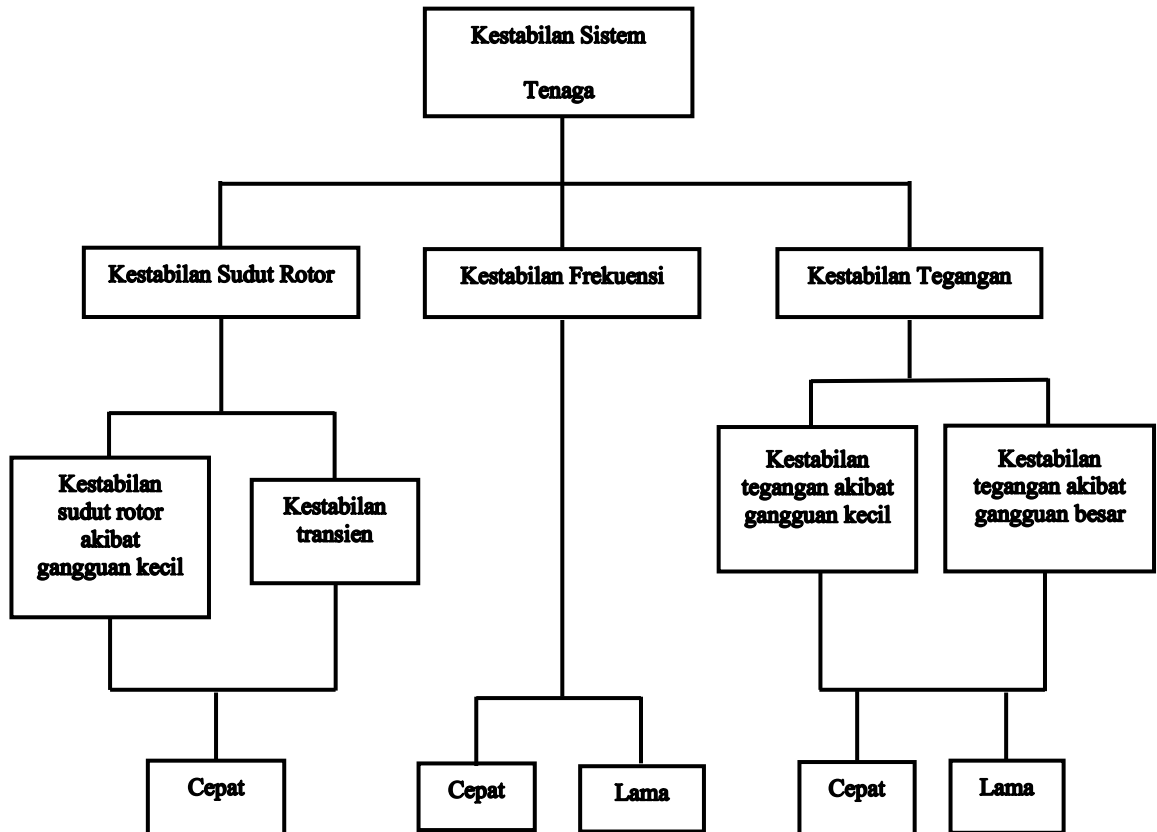 Kestabilan Sistem
Tenaga
Kestabilan Sudut Rotor
Kestabilan Frekuensi
Kestabilan Tegangan
Kestabilan
sudut rotor
akibat
gangguan kecil
Kestabilan
transien
Kestabilan
tegangan akibat
gangguan kecil
Kestabilan
tegangan akibat
gangguan besar
Cepat
Cepat
Lama
Cepat
Lama